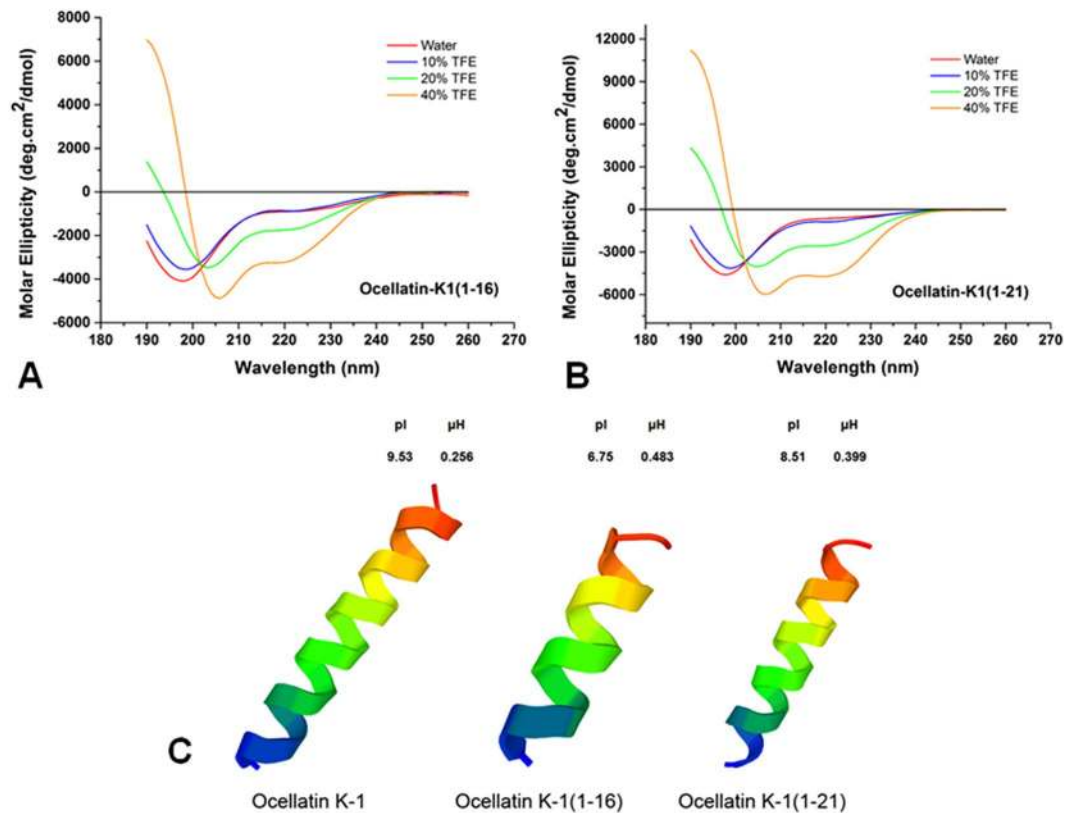 8000
6000
4000
2000
0
-2000
-4000
-6000
180 190 200 210 220 230 240 250 260 270
Molar Ellipticity (deg.cm²/dmol)
Wavelength (nm)
Water
10% TFE
20% TFE
40% TFE
Ocellatin-K1(1-16)
A
12000
9000
6000
3000
0
-3000
-6000
180 190 200 210 220 230 240 250 260 270
Molar Ellipticity (deg.cm²/dmol)
Wavelength (nm)
Water
10% TFE
20% TFE
40% TFE
Ocellatin-K1(1-21)
B
pI µH
9.53 0.256
pI µH
6.75 0.483
pI µH
8.51 0.399
C
Ocellatin K-1
Ocellatin K-1(1-16)
Ocellatin K-1(1-21)